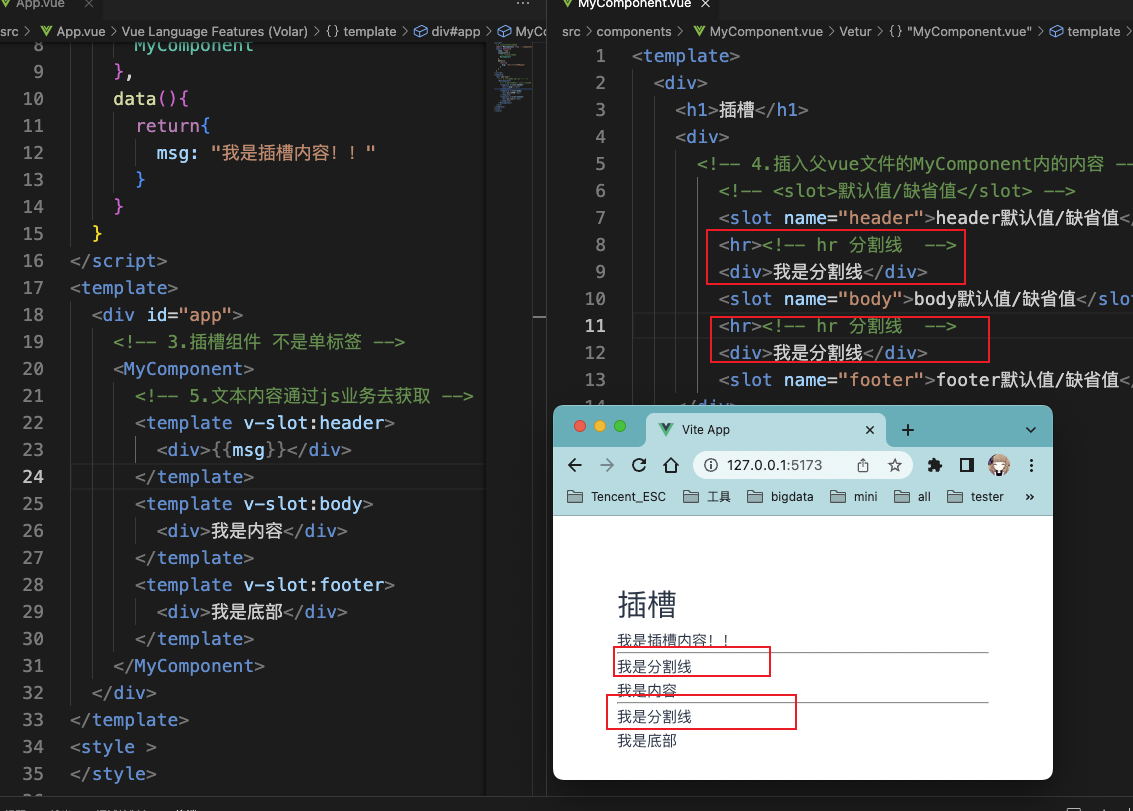 App.vue ×
src > App.vue > Vue Language Features (Volar) > {} template > div#app > MyCo
8 MyComponent
9 },
10 data(){
11 return{
12 msg: "我是插槽内容！！"
13 }
14 }
15 }
16 </script>
17 <template>
18 <div id="app">
19 <!-- 3.插槽组件 不是单标签 -->
20 <MyComponent>
21 <!-- 5.文本内容通过js业务去获取 -->
22 <template v-slot:header>
23 <div>{{msg}}</div>
24 </template>
25 <template v-slot:body>
26 <div>我是内容</div>
27 </template>
28 <template v-slot:footer>
29 <div>我是底部</div>
30 </template>
31 </MyComponent>
32 </div>
33 </template>
34 <style >
35 </style>
MyComponent.vue ×
src > components > MyComponent.vue > Vetur > {} "MyComponent.vue" > template >
1 <template>
2 <div>
3 <h1>插槽</h1>
4 <div>
5 <!-- 4.插入父vue文件的MyComponent内的内容 --
6 <!-- <slot>默认值/缺省值</slot> -->
7 <slot name="header">header默认值/缺省值<
8 <hr><!-- hr 分割线  -->
9 <div>我是分割线</div>
10 <slot name="body">body默认值/缺省值</slot
11 <hr><!-- hr 分割线  -->
12 <div>我是分割线</div>
13 <slot name="footer">footer默认值/缺省值<
Vite App
127.0.0.1:5173
Tencent_ESC 工具 bigdata mini all tester »
插槽
我是插槽内容！！
我是分割线
我是内容
我是分割线
我是底部